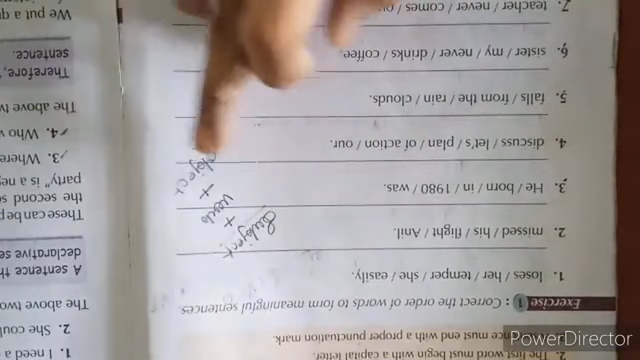 2. The first word must begin with a capital letter.
must end with a proper punctuation mark
Exercise 1 : Correct the order of words to form meaningful sentences.
1. loses / her / temper / she / easily.
2. missed / his / flight / Anil.
3. He / born / in / 1980 / was.
4. discuss / let's / plan / of action / our.
5. falls / from the / rain / clouds.
6. sister / my / never / drinks / coffee.
7. teacher / never / comes /
Subject
+
verb
+
object
1. I need a
2. She coul
The above two
A sentence th
declarative se
These can be p
the second s
party" is a ne
3. Where
4. Who w
The above tw
Therefore,
sentence.
We put a qu
PowerDirector